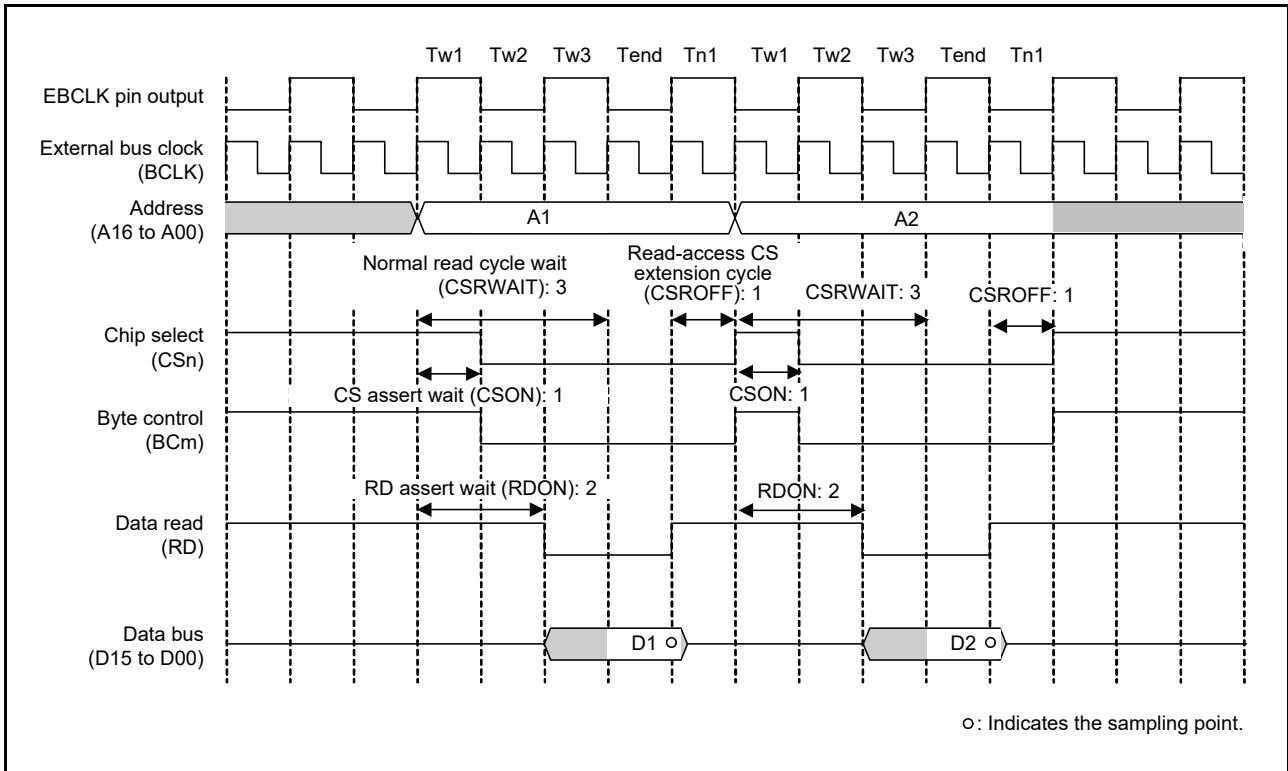 Tw1 Tw2 Tw3 Tend Tn1 Tw1 Tw2 Tw3 Tend Tn1
EBCLK pin output
External bus clock
(BCLK)
Address
(A16 to A00)
A1
A2
Normal read cycle wait
(CSRWAIT): 3
Read-access CS
extension cycle
(CSROFF): 1
CSRWAIT: 3
CSROFF: 1
Chip select
(CSn)
CS assert wait (CSON): 1
CSON: 1
Byte control
(BCm)
RD assert wait (RDON): 2
RDON: 2
Data read
(RD)
Data bus
(D15 to D00)
D1
D2
: Indicates the sampling point.